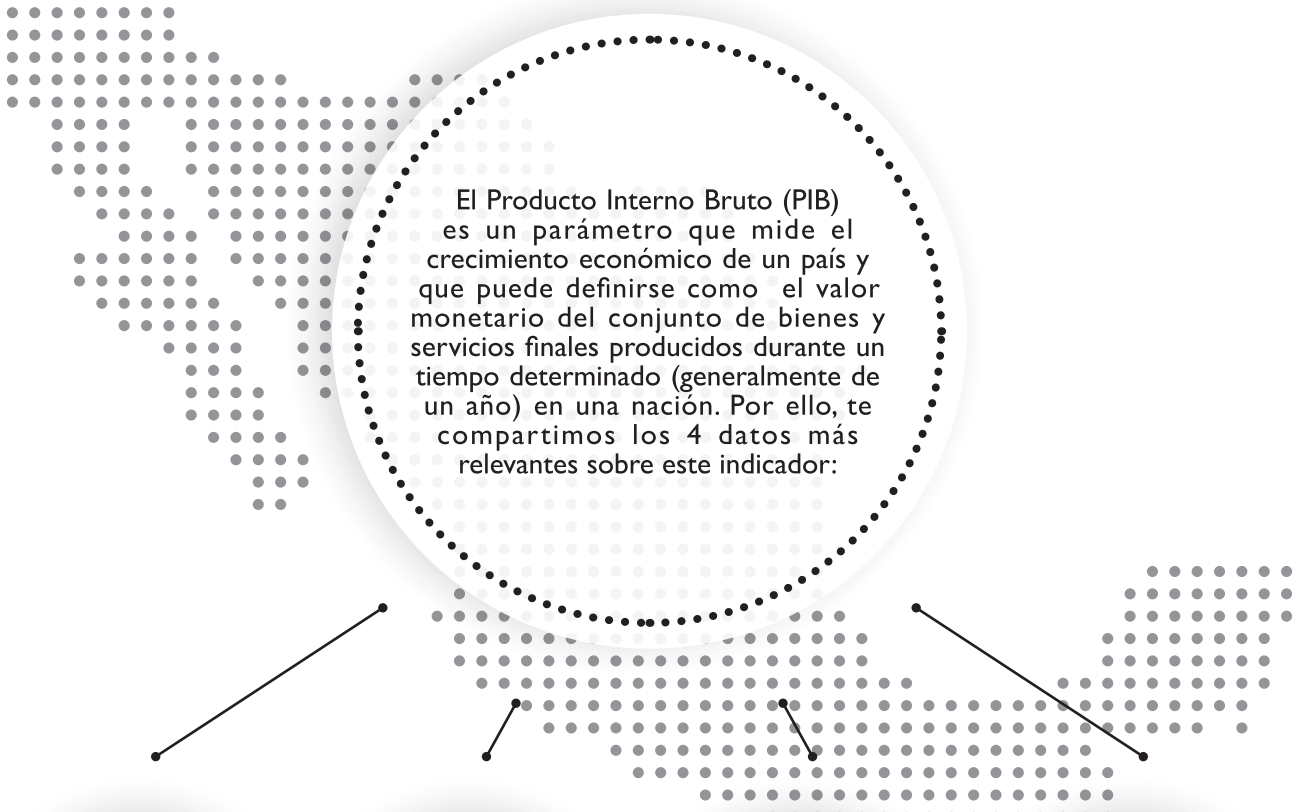 El Producto Interno Bruto (PIB)
es un parámetro que mide el
crecimiento económico de un país y
que puede definirse como el valor
monetario del conjunto de bienes y
servicios finales producidos durante un
tiempo determinado (generalmente de
un año) en una nación. Por ello, te
compartimos los 4 datos más
relevantes sobre este indicador: